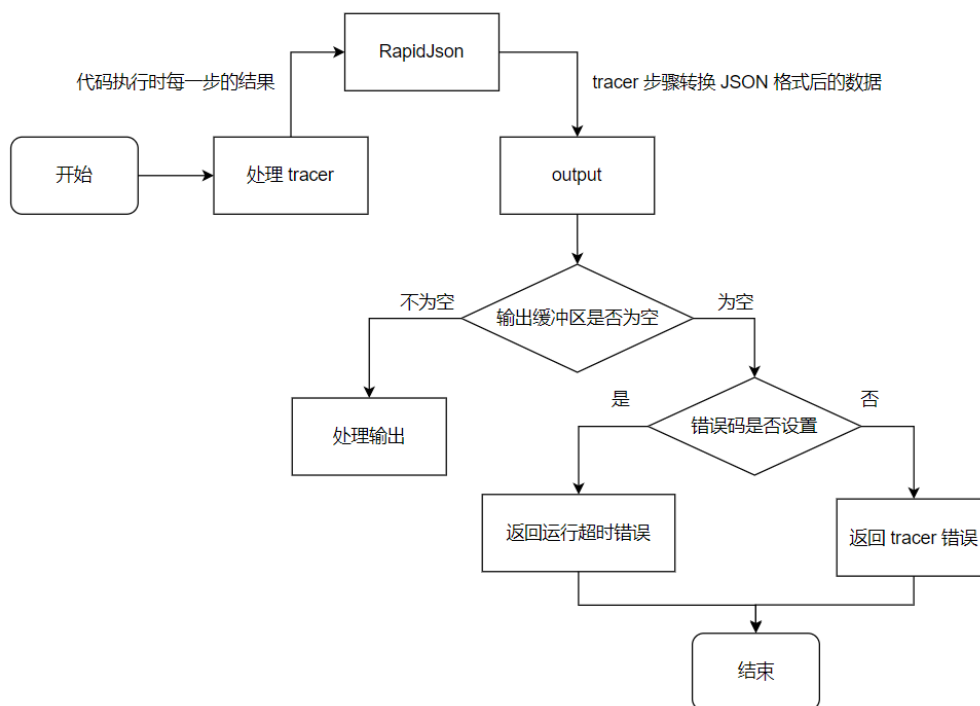 RapidJson
代码执行时每一步的结果
tracer 步骤转换 JSON 格式后的数据
开始
处理 tracer
output
不为空
为空
输出缓冲区是否为空
是
否
处理输出
错误码是否设置
返回运行超时错误
返回 tracer 错误
结束